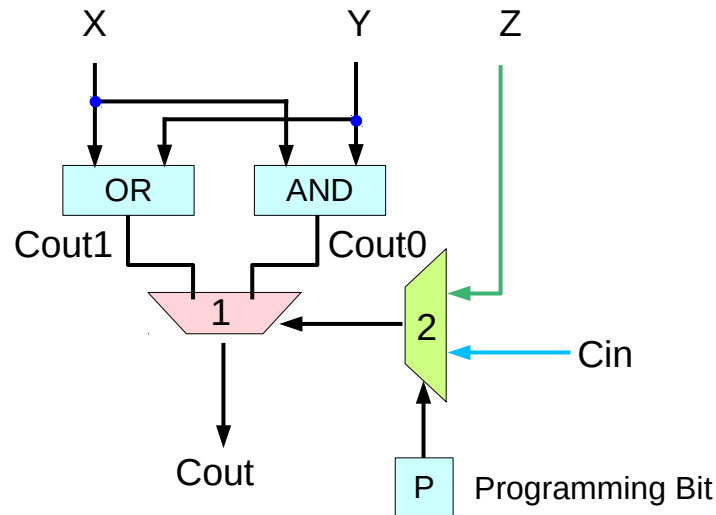 X Y Z
OR AND
Cout1 Cout0
1
2
Cin
Cout
P Programming Bit